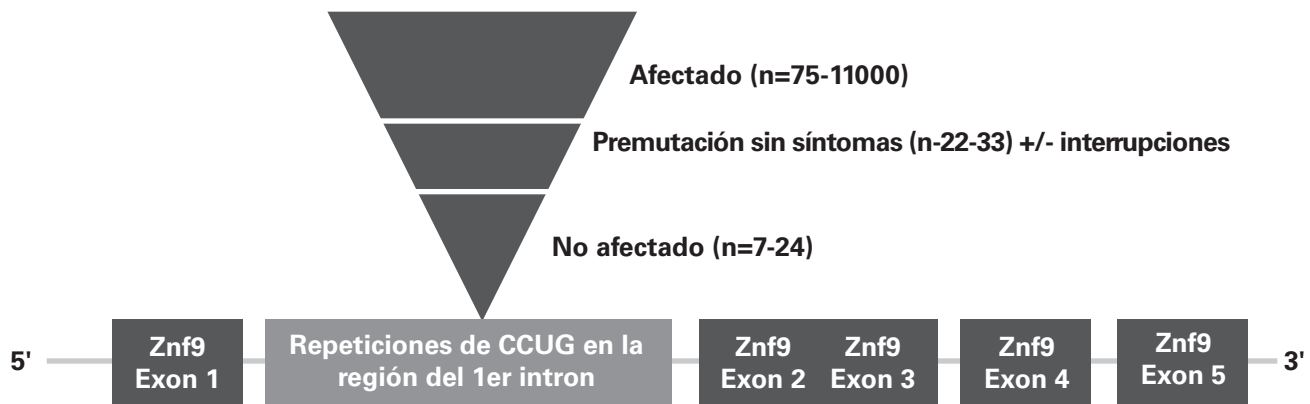 Afectado (n=75-11000)
Premutación sin síntomas (n-22-33) +/- interrupciones
No afectado (n=7-24)
5'
Znf9
Exon 1
Repeticiones de CCUG en la
región del 1er intron
Znf9
Exon 2
Znf9
Exon 3
Znf9
Exon 4
Znf9
Exon 5
3'